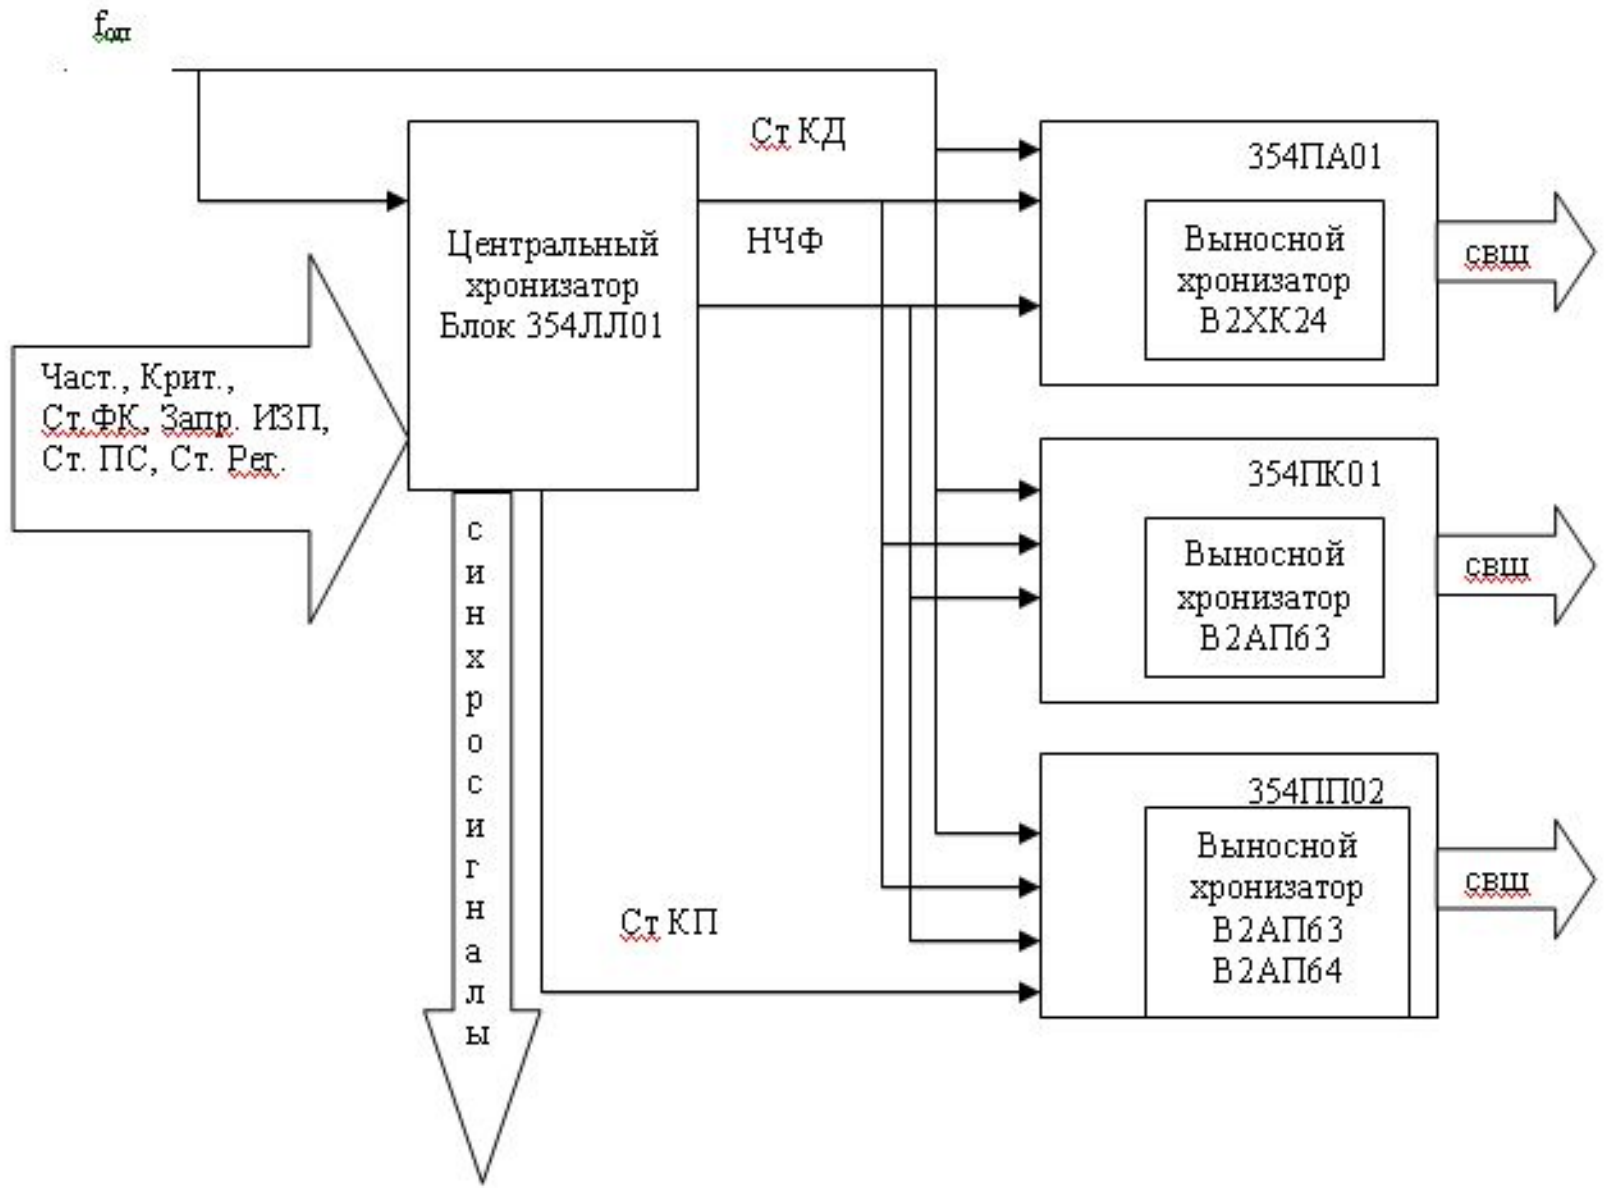 fоп
Ст КД
НЧФ
Центральный
хронизатор
Блок 354ЛЛ01
Част., Крит.,
Ст.ФК, Запр. ИЗП,
Ст. ПС, Ст. Рег.
синхросигналы
Ст КП
354ПА01
Выносной
хронизатор
В2ХК24
свш
354ПК01
Выносной
хронизатор
В2АП63
свш
354ПП02
Выносной
хронизатор
В2АП63
В2АП64
свш